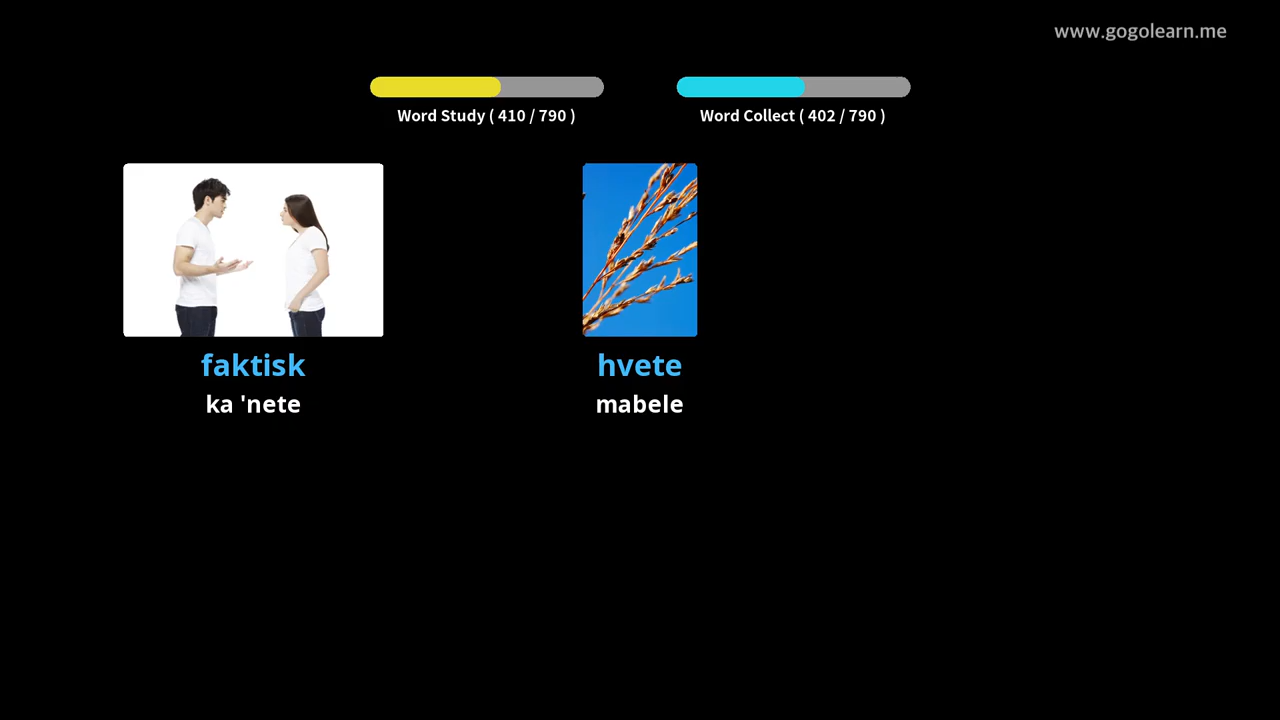 www.gogolearn.me
Word Study ( 410 / 790 )
Word Collect ( 402 / 790 )
faktisk
ka 'nete
hvete
mabele